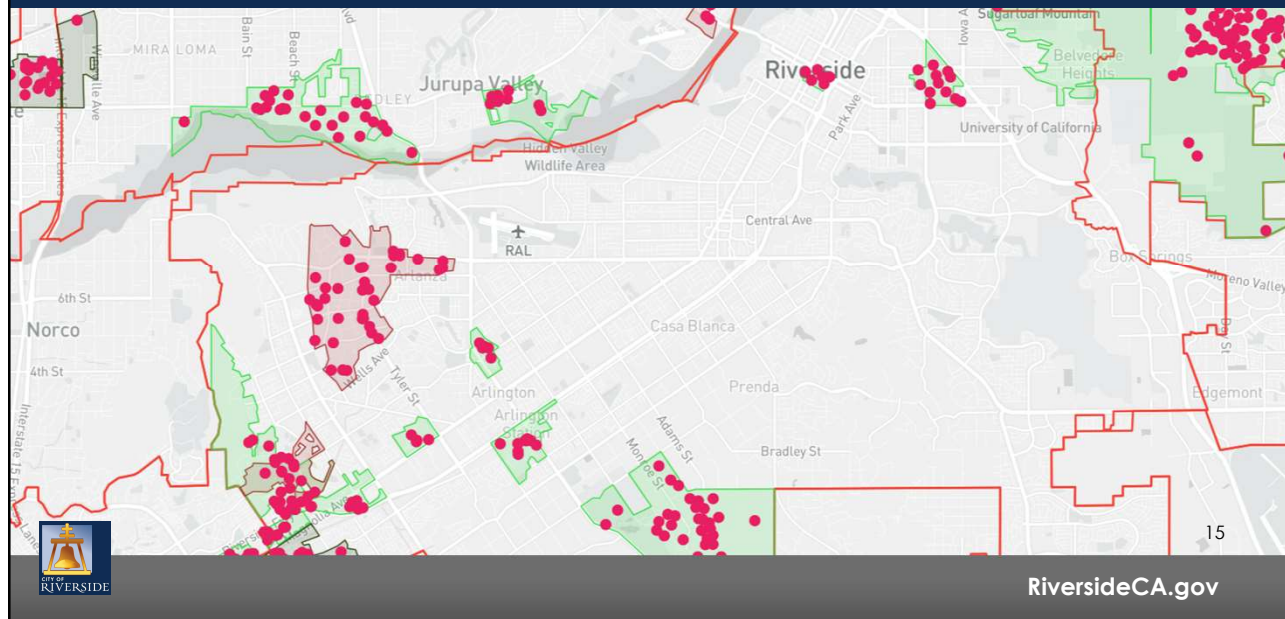 Sugarloaf Mountain
MIRA LOMA
Bain St
Beach St
Jurupa Valley
Riverside
Belvedere
Heights
Park Ave
University of California
Hidden Valley
Wildlife Area
Central Ave
RAL
Arlanza
Box Springs
Moreno Valley
6th St
Norco
Casa Blanca
Day St
4th St
Wells Ave
Tyler St
Arlington
Prenda
Edgemont
Arlington
Station
Adams St
Monroe St
Bradley St
Magnolia Ave
15
CITY OF
RIVERSIDE
RiversideCA.gov